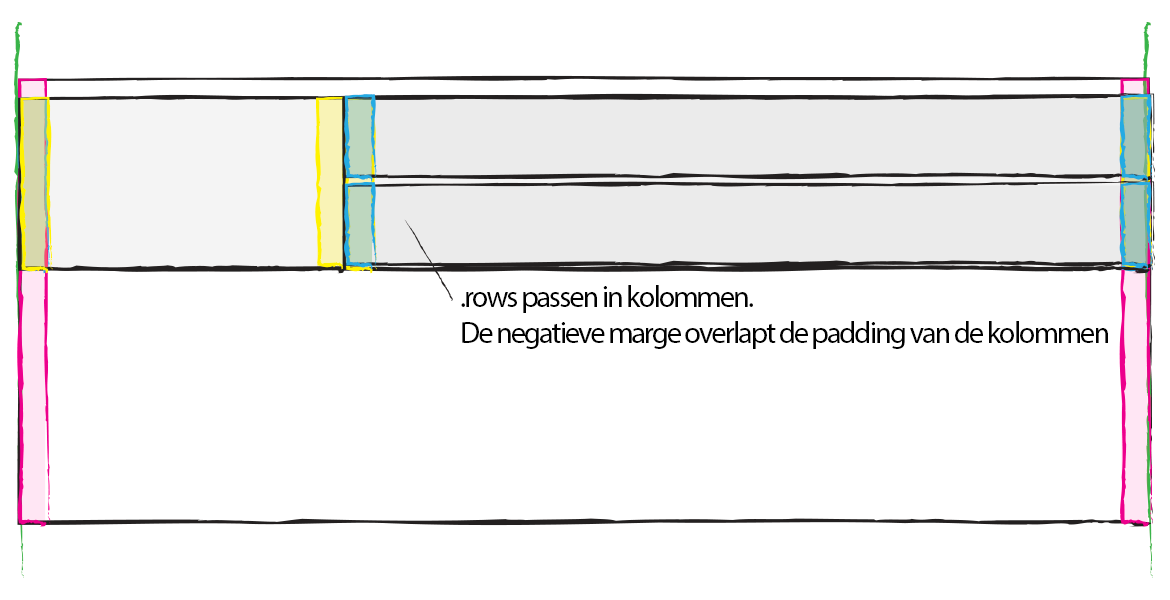 .rows passen in kolommen.
De negatieve marge overlapt de padding van de kolommen